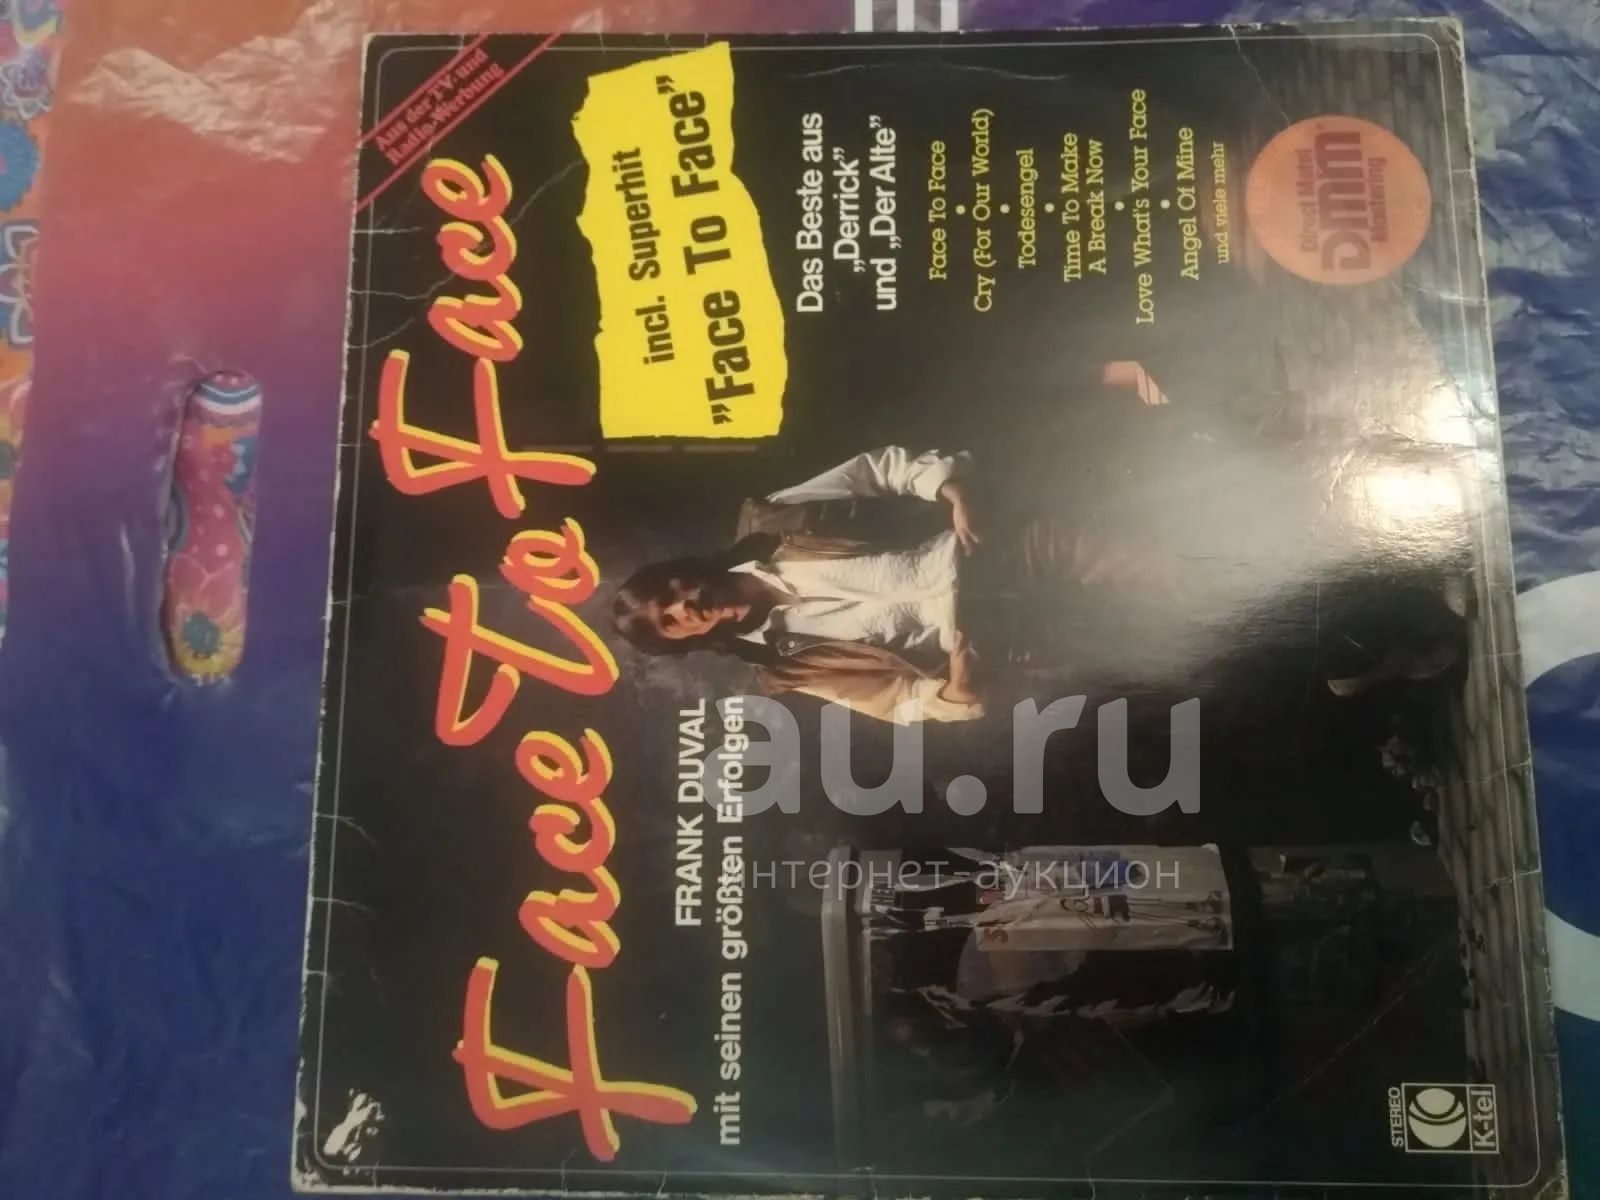 Aus der TV- und
Radio-Werbung
Face to Face
incl. Superhit
"Face To Face"
FRANK DUVAL
mit seinen größten Erfolgen
Das Beste aus
„Derrick”
und „Der Alte”
Face To Face
•
Cry (For Our World)
•
Todesengel
•
Time To Make
A Break Now
•
Love What's Your Face
•
Angel Of Mine
und viele mehr
Direct Metal
DMM
Mastering
STEREO
K-tel
au.ru
интернет-аукцион